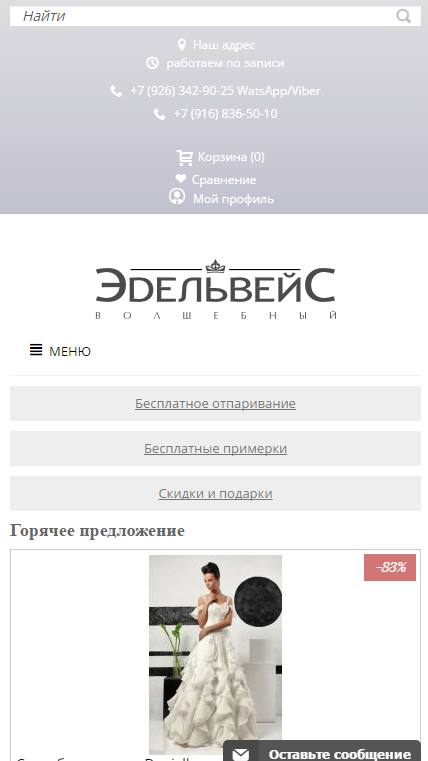 Найти
Наш адрес
работаем по записи
+7 (926) 342-90-25 WatsApp/Viber
+7 (916) 836-50-10
Корзина (0)
Сравнение
Мой профиль
ЭДЕЛЬВЕЙС
ВОЛШЕБНЫЙ
МЕНЮ
Бесплатное отпаривание
Бесплатные примерки
Скидки и подарки
Горячее предложение
-83%
Оставьте сообщение